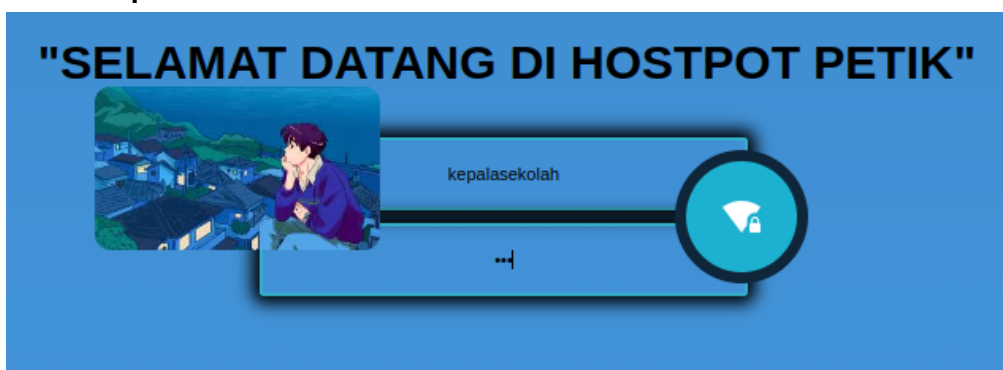 "SELAMAT DATANG DI HOSTPOT PETIK"
kepalasekolah
•••